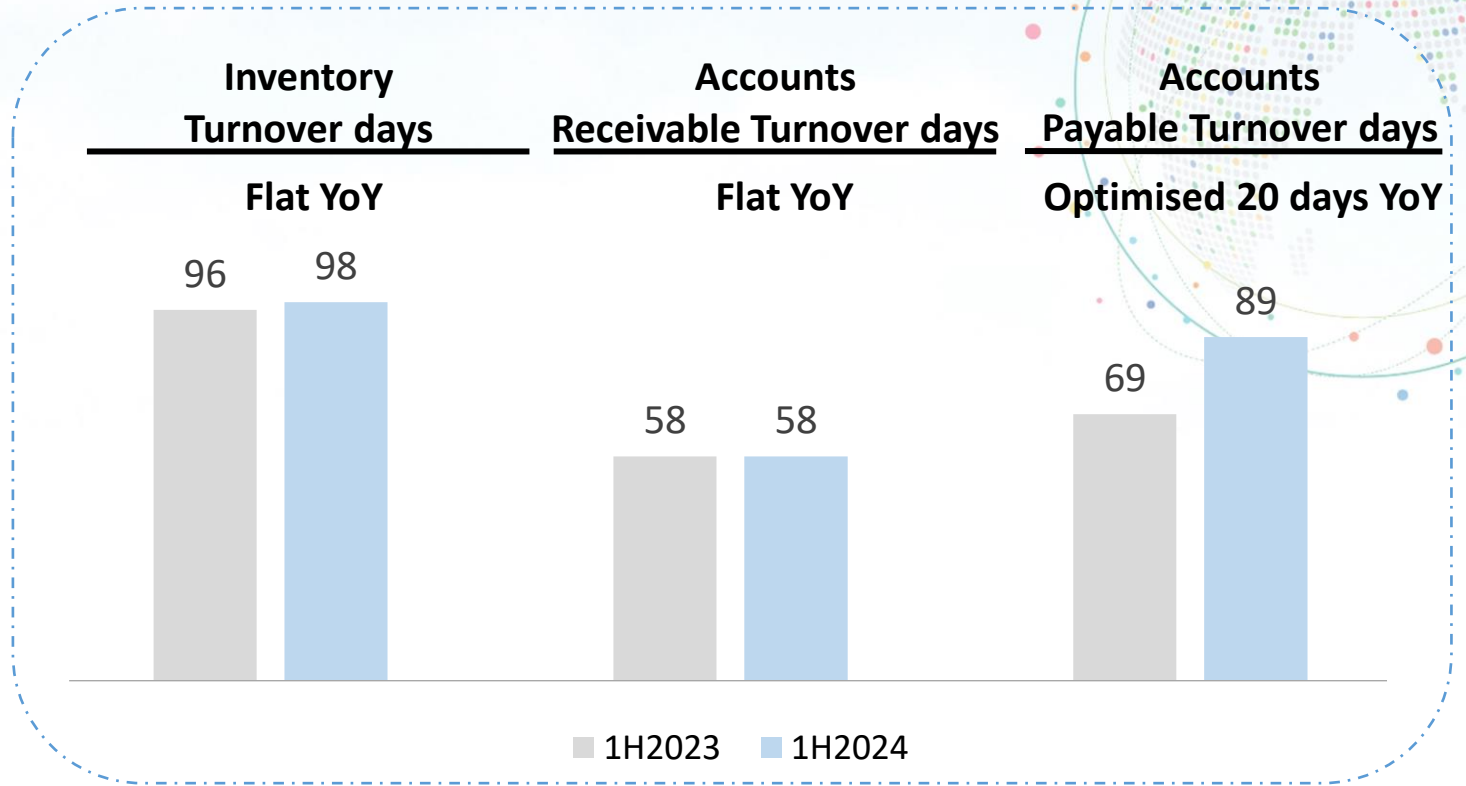 Inventory
Turnover days
Flat YoY
96
98
Accounts
Receivable Turnover days
Flat YoY
58
58
Accounts
Payable Turnover days
Optimised 20 days YoY
69
89
1H2023
1H2024